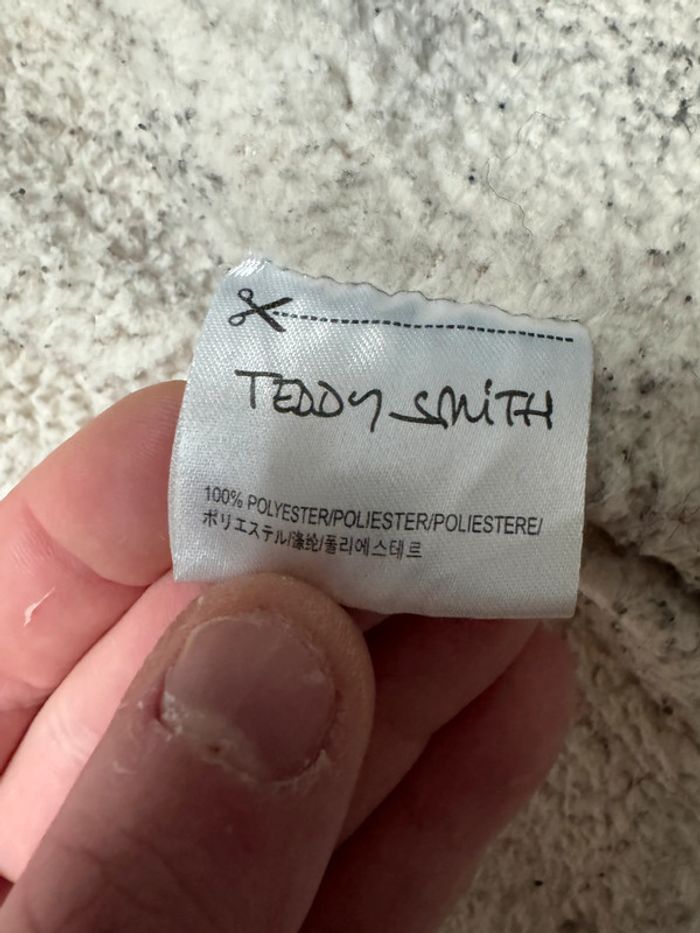 TEDDY SMiTH
100% POLYESTER/POLIESTER/POLIESTERE/
ポリエステル/涤纶/폴리에스테르